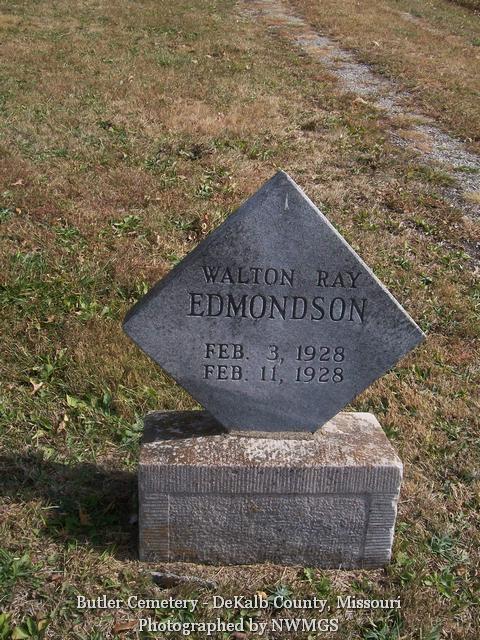 WALTON RAY
EDMONDSON
FEB. 3, 1928
FEB. 11, 1928
Butler Cemetery - DeKalb County, Missouri
Photographed by NWMGS